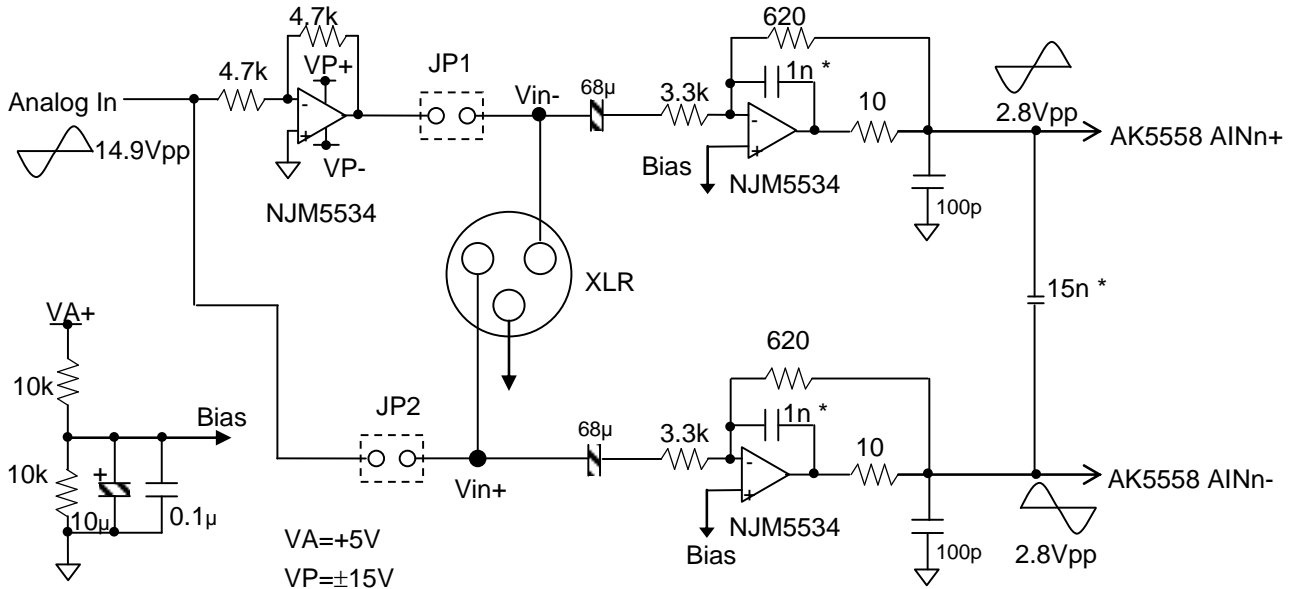 4.7k
620
VP+
JP1
1n *
4.7k
Vin-
68µ
3.3k
10
2.8Vpp
Analog In
-
+
-
+
AK5558 AINn+
14.9Vpp
VP-
Bias
NJM5534
NJM5534
100p
XLR
15n *
VA+
620
10k
JP2
1n *
Bias
68µ
3.3k
10
10k
+
-
+
AK5558 AINn-
Vin+
10µ
0.1µ
NJM5534
VA=+5V
Bias
100p
2.8Vpp
VP=±15V